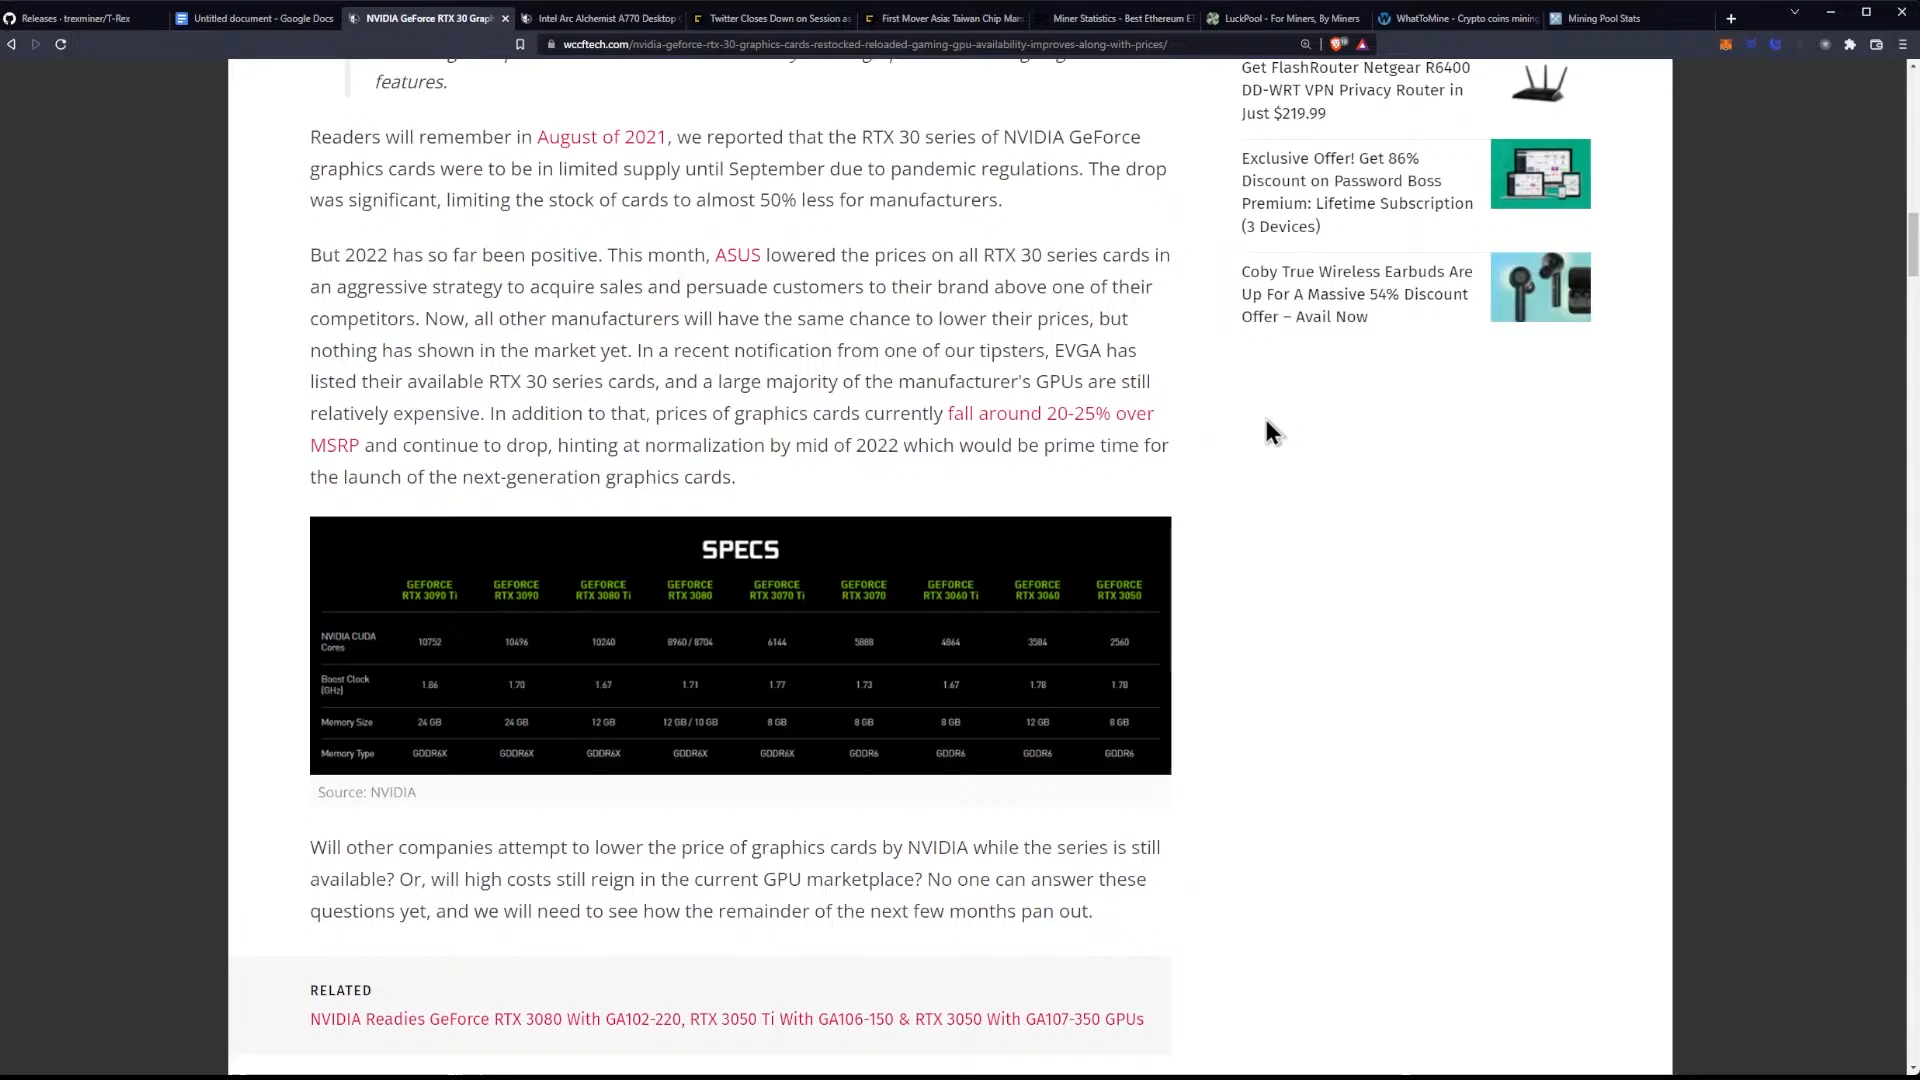 Releases · trexminer/T-Rex
Untitled document - Google Docs
NVIDIA GeForce RTX 30 Grap
Intel Arc Alchemist A770 Desktop
Twitter Closes Down on Session as
First Mover Asia: Taiwan Chip Man
Miner Statistics - Best Ethereum ET
LuckPool - For Miners, By Miners
WhatToMine - Crypto coins mining
Mining Pool Stats
wccftech.com/nvidia-geforce-rtx-30-graphics-cards-restocked-reloaded-gaming-gpu-availability-improves-along-with-prices/
features.
Readers will remember in August of 2021, we reported that the RTX 30 series of NVIDIA GeForce
graphics cards were to be in limited supply until September due to pandemic regulations. The drop
was significant, limiting the stock of cards to almost 50% less for manufacturers.
But 2022 has so far been positive. This month, ASUS lowered the prices on all RTX 30 series cards in
an aggressive strategy to acquire sales and persuade customers to their brand above one of their
competitors. Now, all other manufacturers will have the same chance to lower their prices, but
nothing has shown in the market yet. In a recent notification from one of our tipsters, EVGA has
listed their available RTX 30 series cards, and a large majority of the manufacturer's GPUs are still
relatively expensive. In addition to that, prices of graphics cards currently fall around 20-25% over
MSRP and continue to drop, hinting at normalization by mid of 2022 which would be prime time for
the launch of the next-generation graphics cards.
SPECS
GEFORCE RTX 3090 Ti GEFORCE RTX 3090 GEFORCE RTX 3080 Ti GEFORCE RTX 3080 GEFORCE RTX 3070 Ti GEFORCE RTX 3070 GEFORCE RTX 3060 Ti GEFORCE RTX 3060 GEFORCE RTX 3050
NVIDIA CUDA Cores 10752 10496 10240 8960 / 8704 6144 5888 4864 3584 2560
Boost Clock (GHz) 1.86 1.70 1.67 1.71 1.77 1.73 1.67 1.78 1.78
Memory Size 24 GB 24 GB 12 GB 12 GB / 10 GB 8 GB 8 GB 8 GB 12 GB 8 GB
Memory Type GDDR6X GDDR6X GDDR6X GDDR6X GDDR6X GDDR6 GDDR6 GDDR6 GDDR6
Source: NVIDIA
Will other companies attempt to lower the price of graphics cards by NVIDIA while the series is still
available? Or, will high costs still reign in the current GPU marketplace? No one can answer these
questions yet, and we will need to see how the remainder of the next few months pan out.
RELATED
NVIDIA Readies GeForce RTX 3080 With GA102-220, RTX 3050 Ti With GA106-150 & RTX 3050 With GA107-350 GPUs
Get FlashRouter Netgear R6400
DD-WRT VPN Privacy Router in
Just $219.99
Exclusive Offer! Get 86%
Discount on Password Boss
Premium: Lifetime Subscription
(3 Devices)
Coby True Wireless Earbuds Are
Up For A Massive 54% Discount
Offer – Avail Now